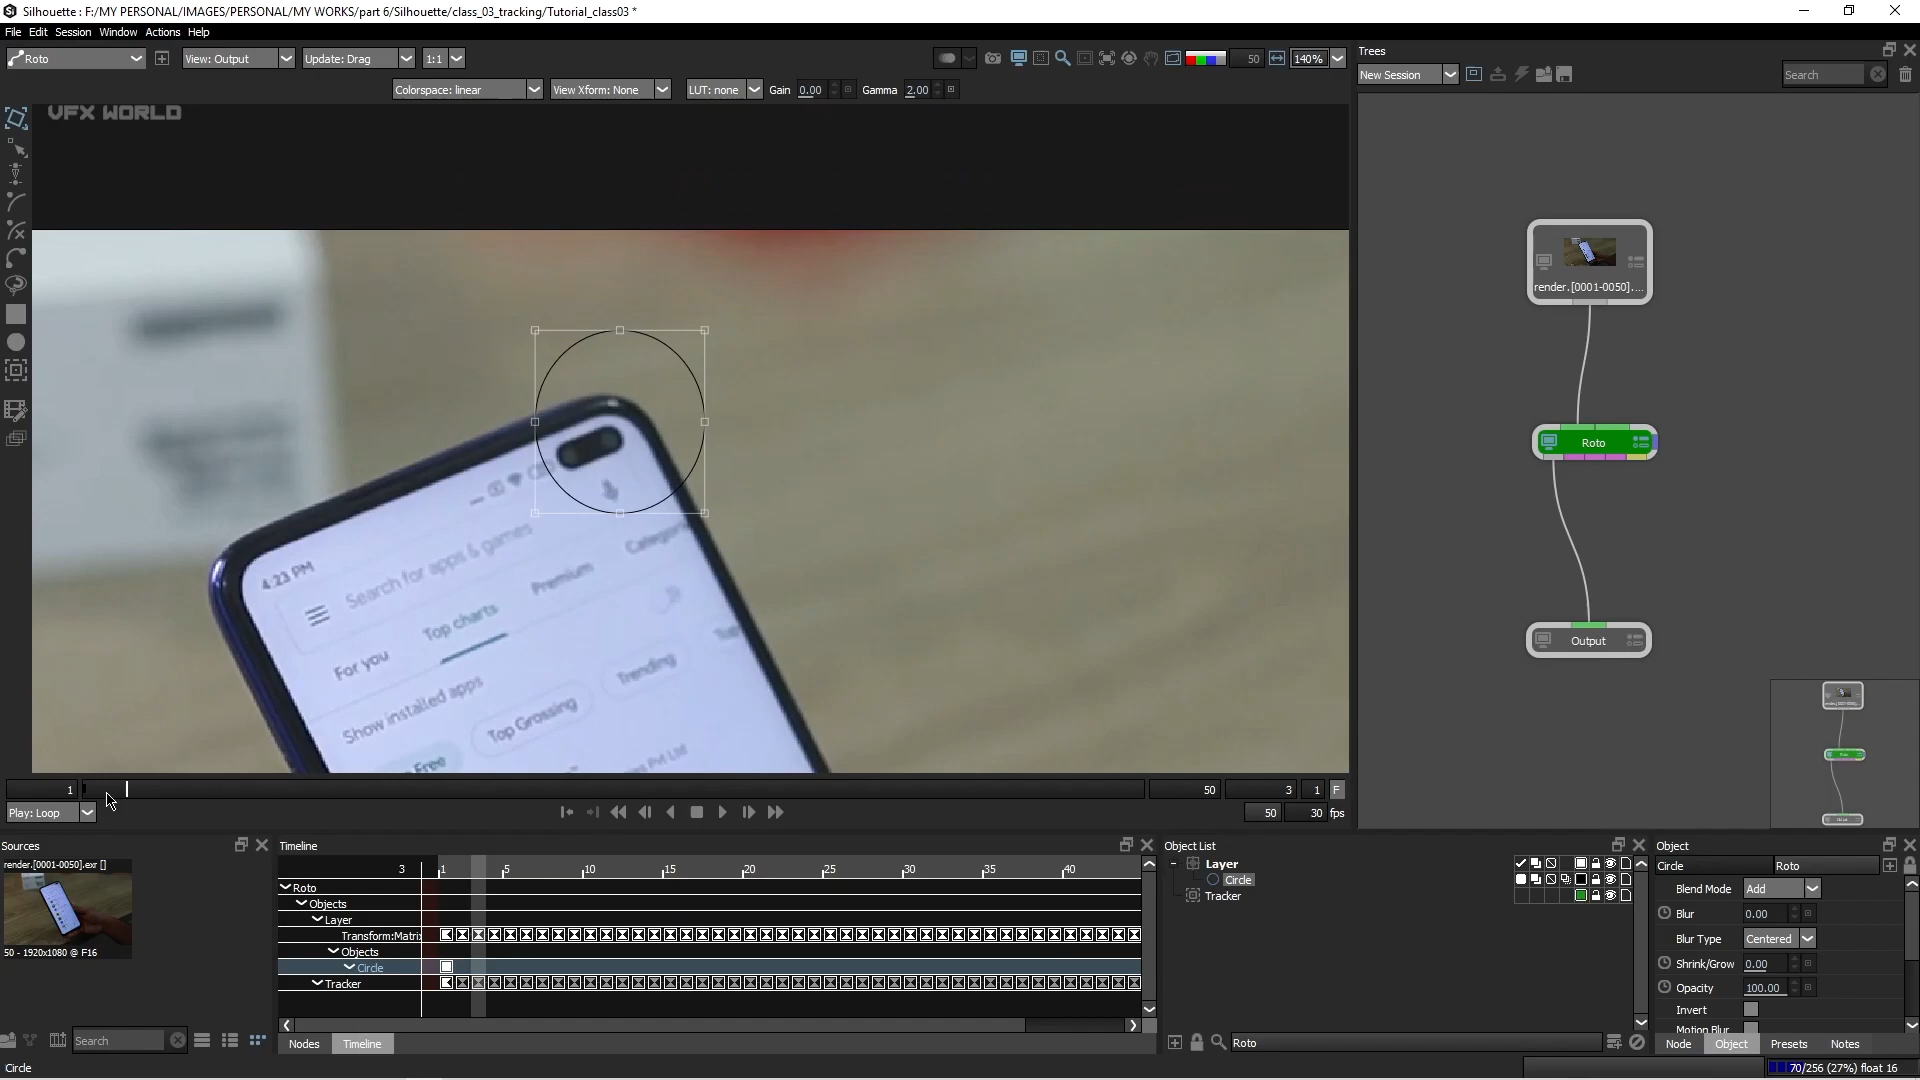 Silhouette : F:/MY PERSONAL/IMAGES/PERSONAL/MY WORKS/part 6/Silhouette/class_03_tracking/Tutorial_class03 *
File Edit Session Window Actions Help
Roto View: Output Update: Drag 1:1 50 140%
Colorspace: linear View Xform: None LUT: none Gain 0.00 Gamma 2.00
VFX WORLD
Trees
New Session Search
render.[0001-0050]....
Roto
Output
4:23 PM
Search for apps & games
For you Top charts Premium
Show installed apps
Top Grossing Trending
Free
1 50 3 1 F
Play: Loop 50 30 fps
Sources
render.[0001-0050].exr []
50 - 1920x1080 @ F16
Search
Timeline
3 1 5 10 15 20 25 30 35 40
Roto
Objects
Layer
Transform:Matri
Objects
Circle
Tracker
Nodes Timeline
Object List
Layer
Circle
Tracker
Roto
Object
Circle Roto
Blend Mode Add
Blur 0.00
Blur Type Centered
Shrink/Grow 0.00
Opacity 100.00
Invert
Motion Blur
Node Object Presets Notes
Circle
70/256 (27%) float 16